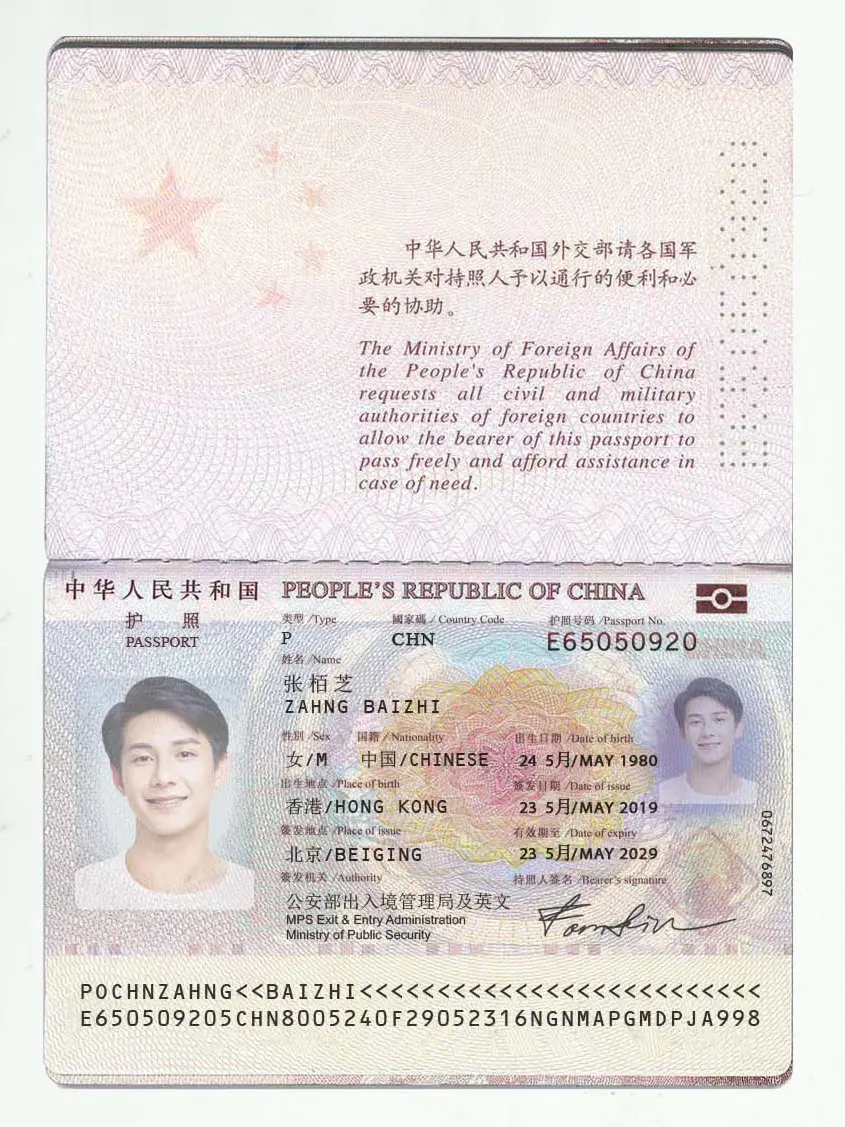 中华人民共和国外交部请各国军
政机关对持照人予以通行的便利和必
要的协助。
The Ministry of Foreign Affairs of
the People's Republic of China
requests all civil and military
authorities of foreign countries to
allow the bearer of this passport to
pass freely and afford assistance in
case of need.
中华人民共和国 PEOPLE'S REPUBLIC OF CHINA
护 照
PASSPORT
类型 /Type 國家碼 / Country Code 护照号码 /Passport No.
P CHN E65050920
姓名 /Name
张栢芝
ZAHNG BAIZHI
性别 /Sex 国籍 /Nationality 出生日期 /Date of birth
女/M 中国/CHINESE 24 5月/MAY 1980
出生地点 /Place of birth 签发日期 /Date of issue
香港/HONG KONG 23 5月/MAY 2019
签发地点 /Place of issue 有效期至 /Date of expiry
北京/BEIGING 23 5月/MAY 2029
签发机关 /Authority 持照人签名 /Bearer's signature
公安部出入境管理局及英文
MPS Exit & Entry Administration
Ministry of Public Security
0672476897
POCHNZAHNG<<BAIZHI<<<<<<<<<<<<<<<<<<<<<<<<<<
E650509205CHN8005240F29052316NGNMAPGMDPJA998